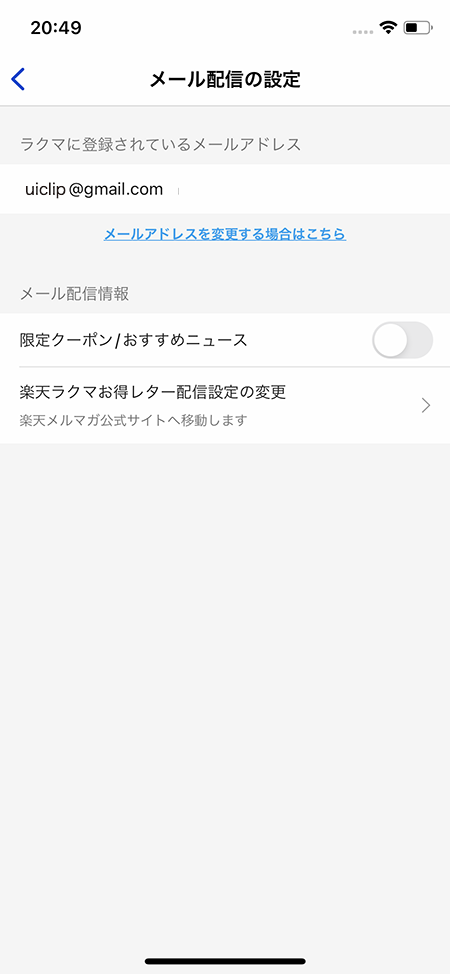 20:49
メール配信の設定
ラクマに登録されているメールアドレス
uiclip@gmail.com
メールアドレスを変更する場合はこちら
メール配信情報
限定クーポン/おすすめニュース
楽天ラクマお得レター配信設定の変更
楽天メルマガ公式サイトへ移動します